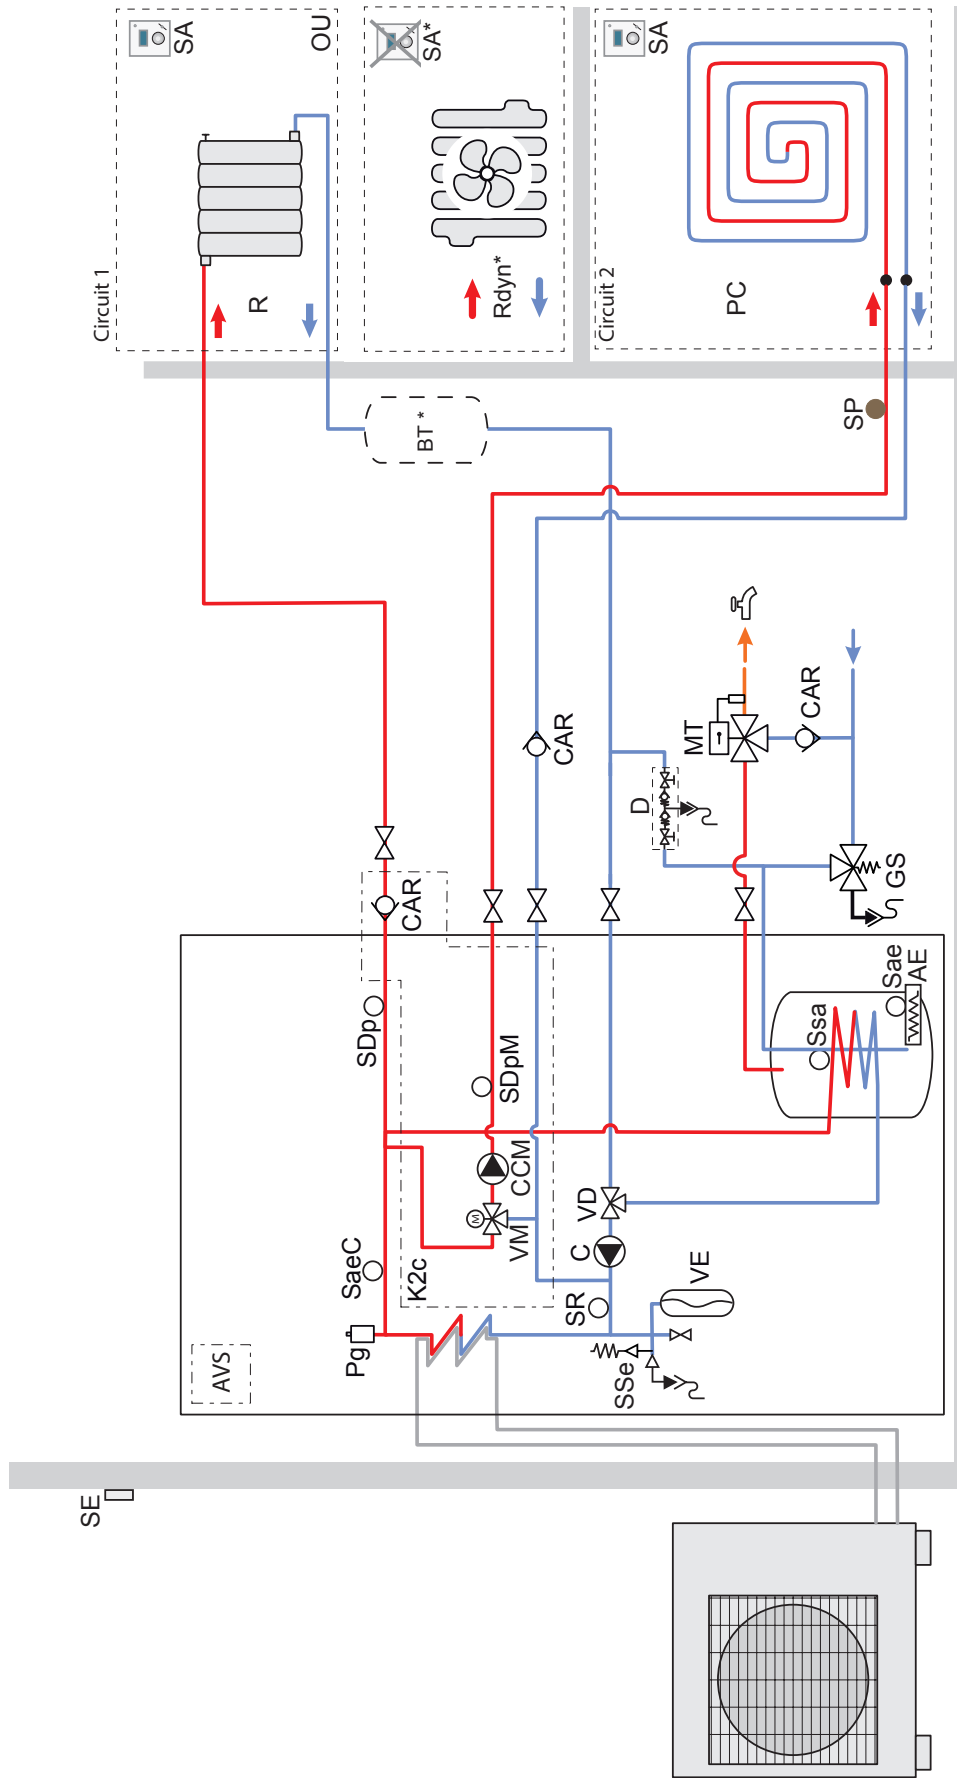 Circuit 1
SA
OU
R
SA*
Rdyn*
Circuit 2
SA
PC
BT *
SP
CAR
MT
CAR
D
GS
CAR
SDp
SDpM
Ssa
Sae
AE
CCM
VM
VD
C
M
SaeC
K2c
SR
VE
Pg
SSe
AVS
SE